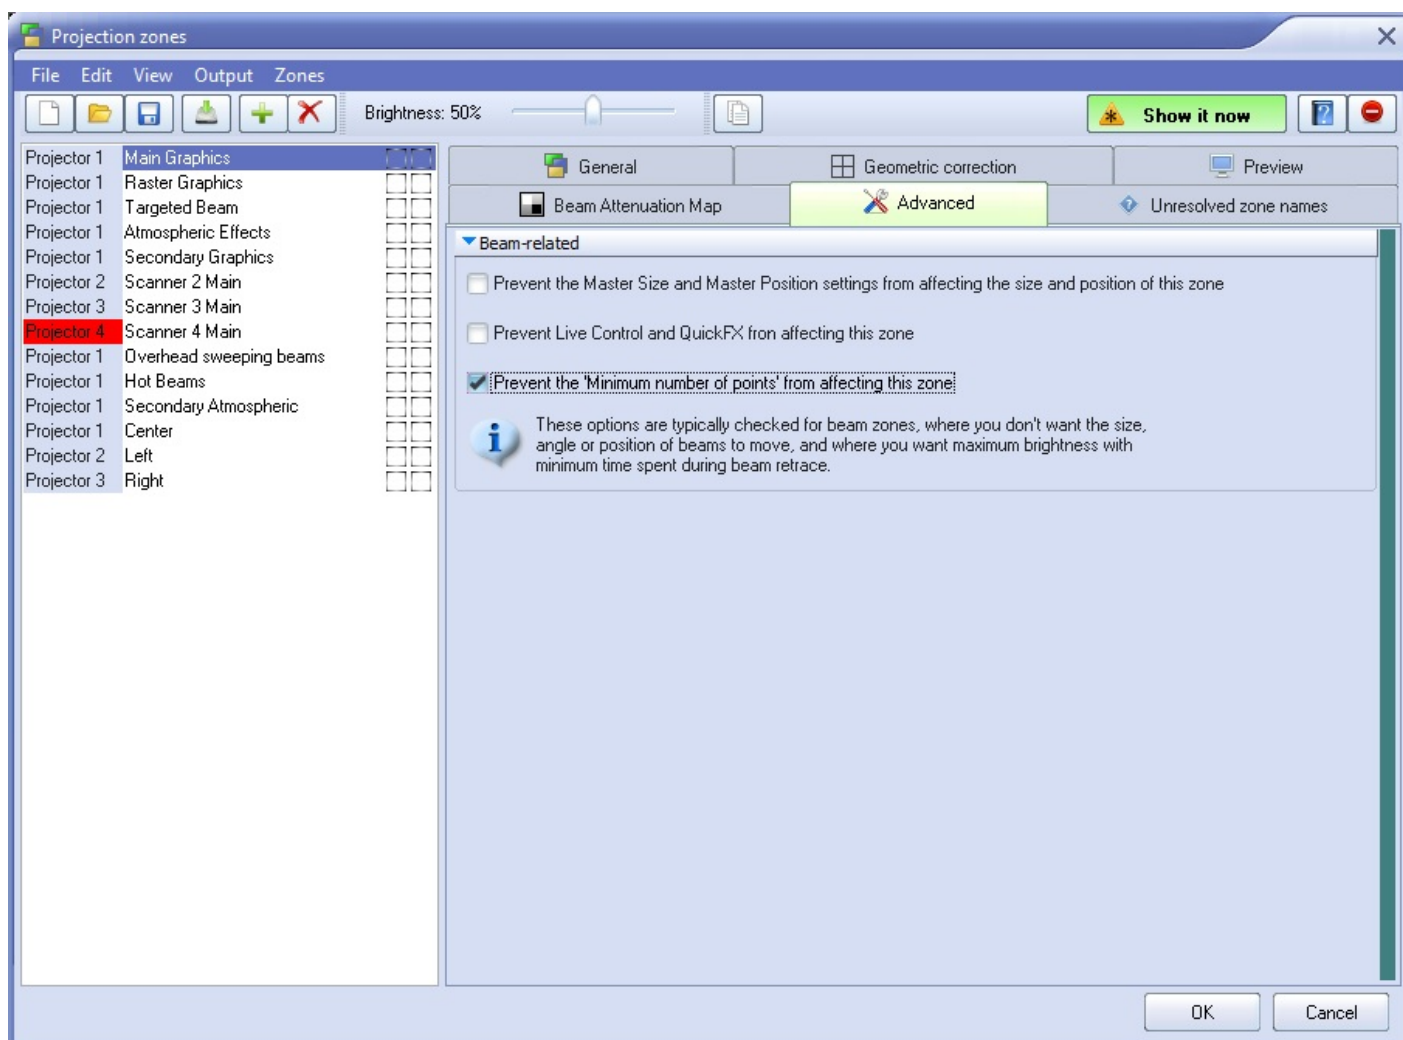 Projection zones
File Edit View Output Zones
Brightness: 50%
Show it now
Projector 1 Main Graphics
Projector 1 Raster Graphics
Projector 1 Targeted Beam
Projector 1 Atmospheric Effects
Projector 1 Secondary Graphics
Projector 2 Scanner 2 Main
Projector 3 Scanner 3 Main
Projector 4 Scanner 4 Main
Projector 1 Overhead sweeping beams
Projector 1 Hot Beams
Projector 1 Secondary Atmospheric
Projector 1 Center
Projector 2 Left
Projector 3 Right
General Geometric correction Preview
Beam Attenuation Map Advanced Unresolved zone names
Beam-related
Prevent the Master Size and Master Position settings from affecting the size and position of this zone
Prevent Live Control and QuickFX fron affecting this zone
Prevent the 'Minimum number of points' from affecting this zone
These options are typically checked for beam zones, where you don't want the size,
angle or position of beams to move, and where you want maximum brightness with
minimum time spent during beam retrace.
OK Cancel